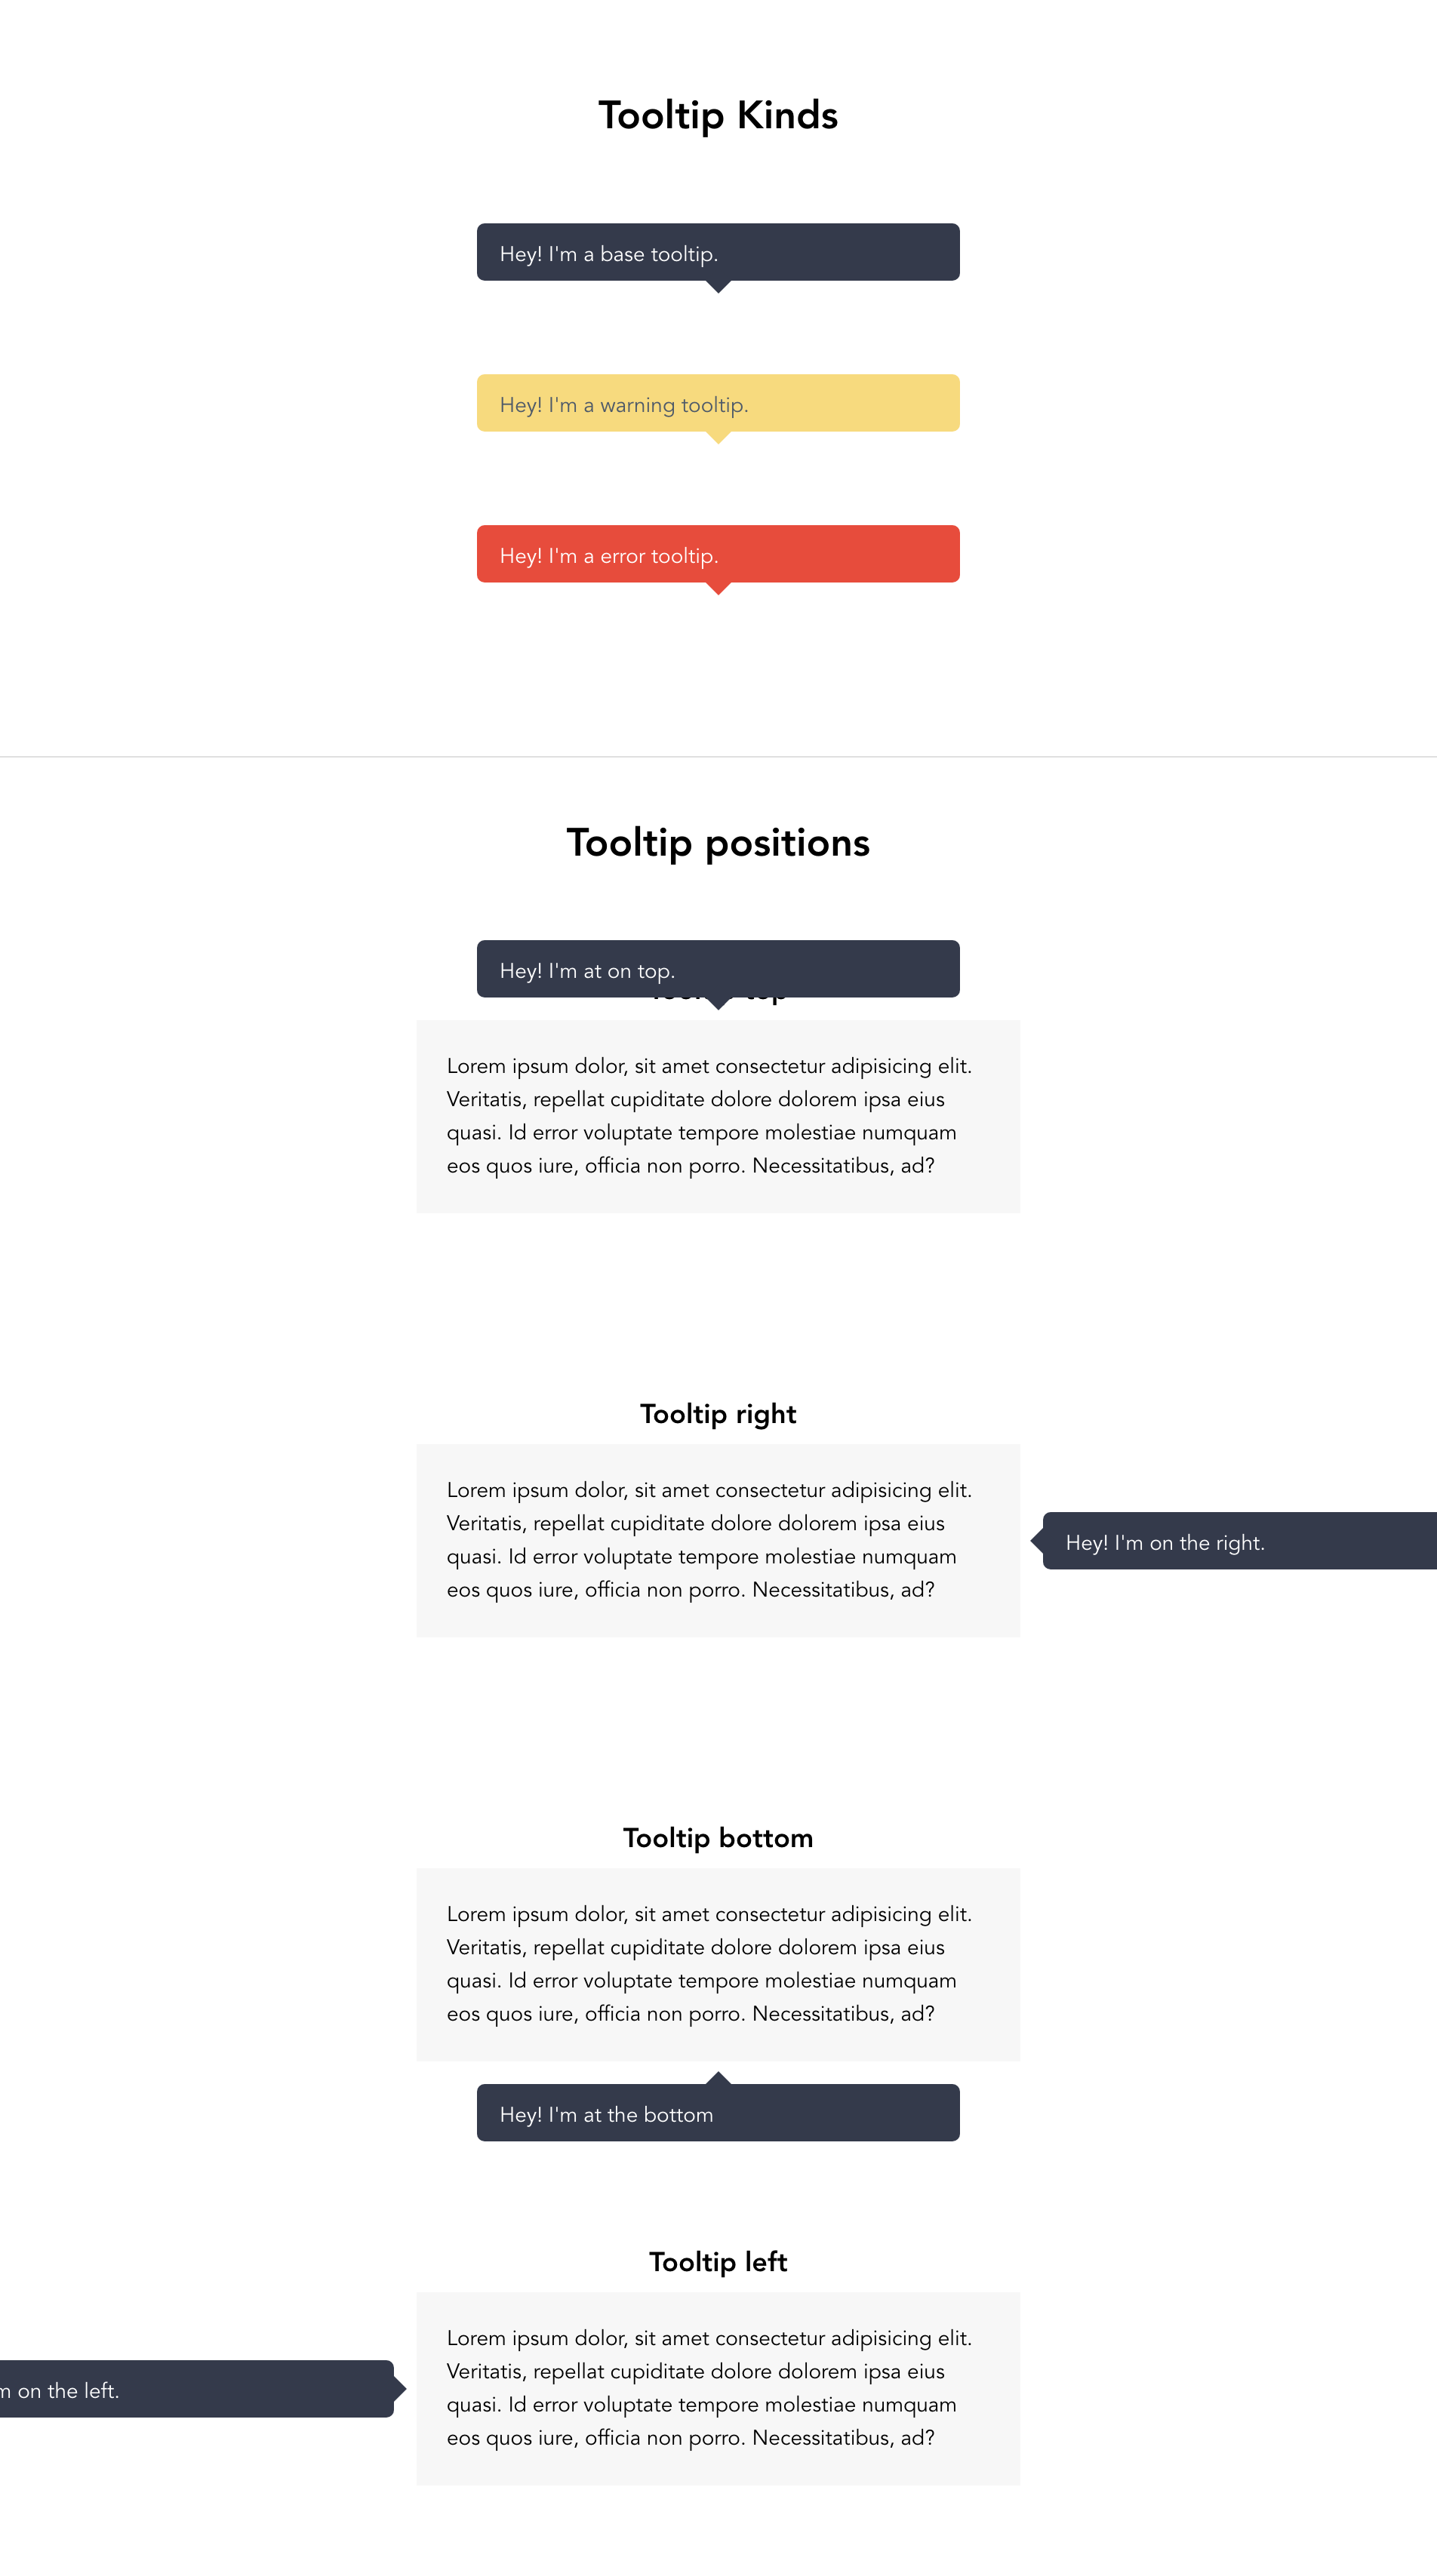 Tooltip Kinds
Hey! I'm a base tooltip.
Hey! I'm a warning tooltip.
Hey! I'm a error tooltip.
Tooltip positions
Hey! I'm at on top.
top
Lorem ipsum dolor, sit amet consectetur adipisicing elit.
Veritatis, repellat cupiditate dolore dolorem ipsa eius
quasi. Id error voluptate tempore molestiae numquam
eos quos iure, officia non porro. Necessitatibus, ad?
Tooltip right
Lorem ipsum dolor, sit amet consectetur adipisicing elit.
Veritatis, repellat cupiditate dolore dolorem ipsa eius
quasi. Id error voluptate tempore molestiae numquam
eos quos iure, officia non porro. Necessitatibus, ad?
Hey! I'm on the right.
Tooltip bottom
Lorem ipsum dolor, sit amet consectetur adipisicing elit.
Veritatis, repellat cupiditate dolore dolorem ipsa eius
quasi. Id error voluptate tempore molestiae numquam
eos quos iure, officia non porro. Necessitatibus, ad?
Hey! I'm at the bottom
Tooltip left
Lorem ipsum dolor, sit amet consectetur adipisicing elit.
Veritatis, repellat cupiditate dolore dolorem ipsa eius
quasi. Id error voluptate tempore molestiae numquam
eos quos iure, officia non porro. Necessitatibus, ad?
m on the left.